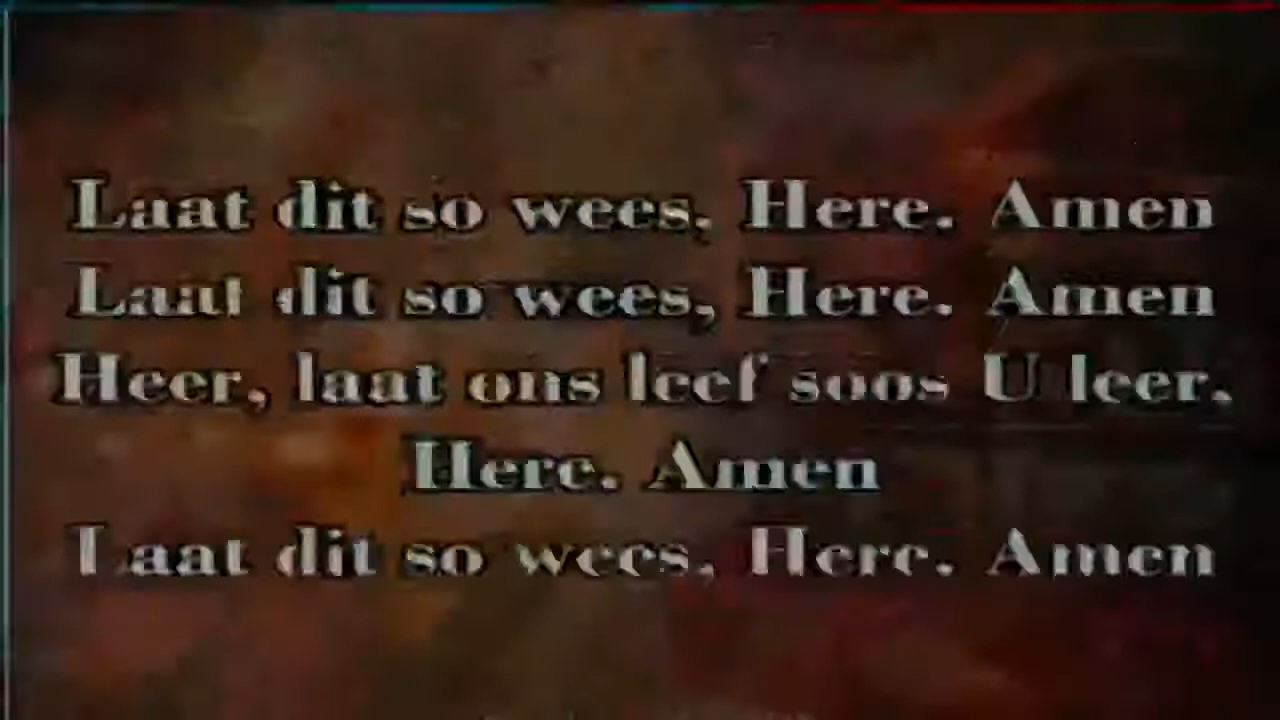 Laat dit so wees, Here. Amen
Laat dit so wees, Here. Amen
Heer, laat ons leef soos U leer,
Here. Amen
Laat dit so wees, Here. Amen